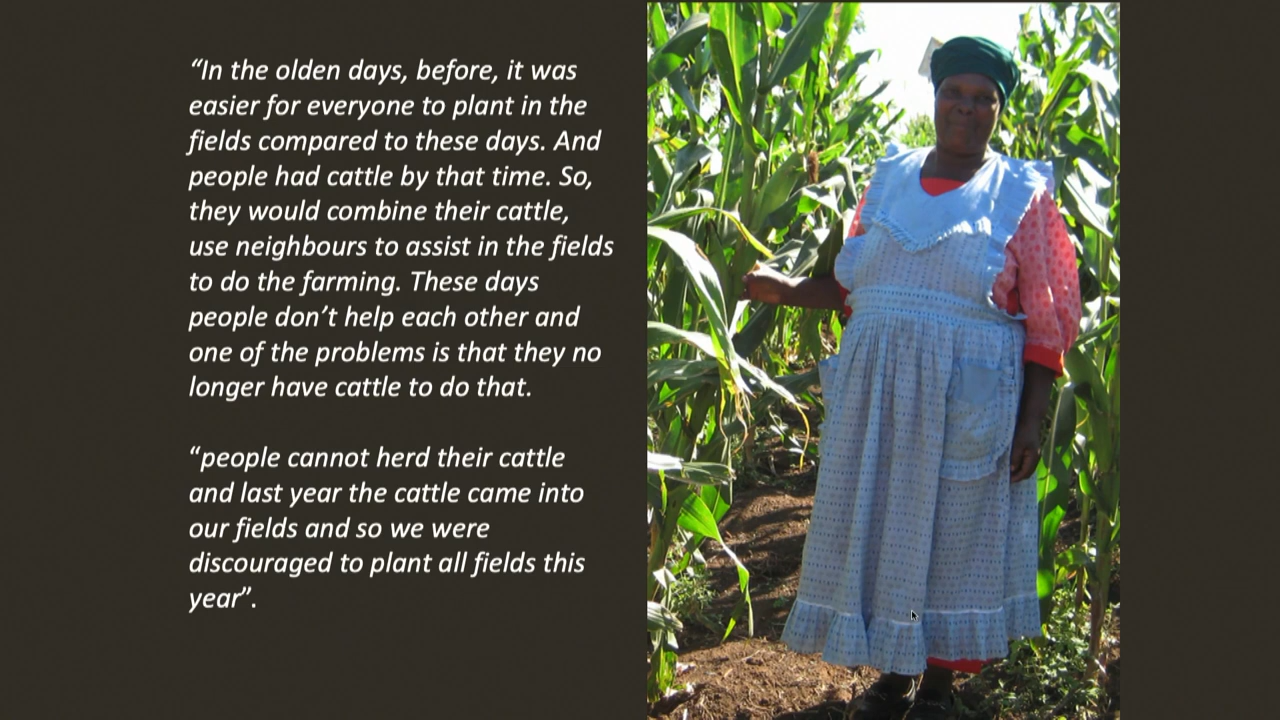 “In the olden days, before, it was
easier for everyone to plant in the
fields compared to these days. And
people had cattle by that time. So,
they would combine their cattle,
use neighbours to assist in the fields
to do the farming. These days
people don’t help each other and
one of the problems is that they no
longer have cattle to do that.
“people cannot herd their cattle
and last year the cattle came into
our fields and so we were
discouraged to plant all fields this
year”.